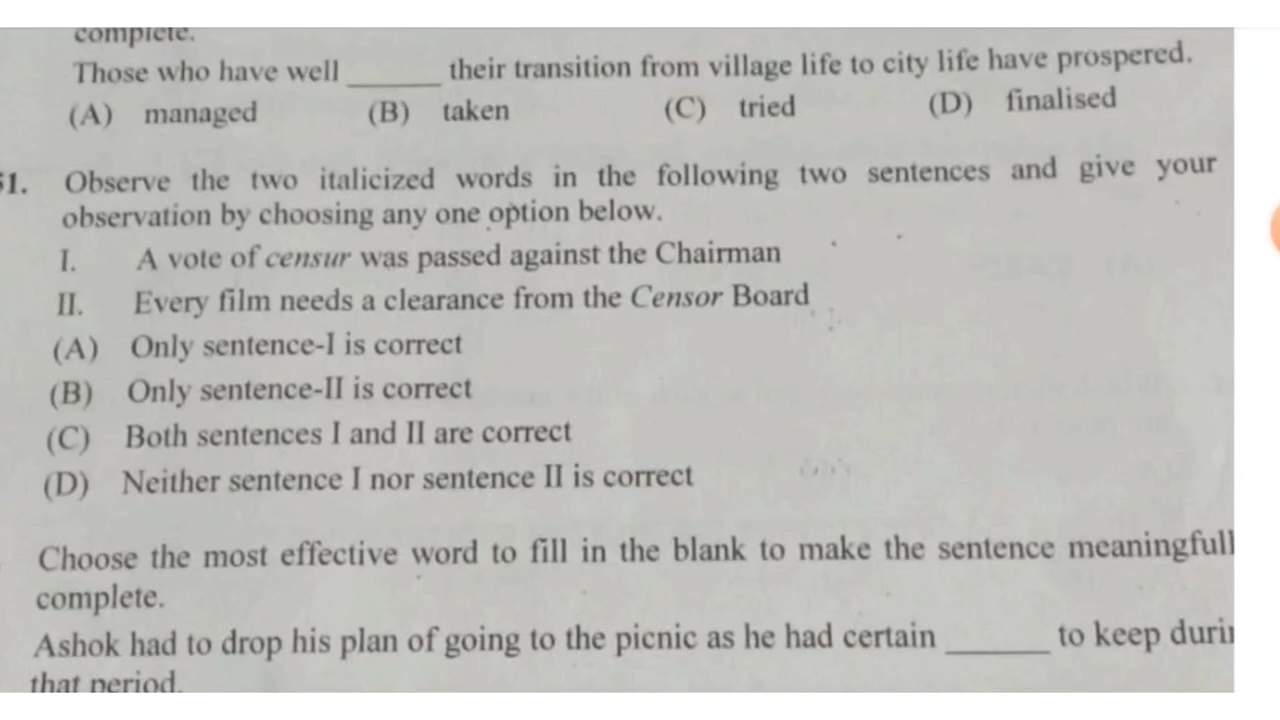 complete.
Those who have well ______ their transition from village life to city life have prospered.
(A) managed (B) taken (C) tried (D) finalised
51. Observe the two italicized words in the following two sentences and give your
observation by choosing any one option below.
I. A vote of censur was passed against the Chairman
II. Every film needs a clearance from the Censor Board
(A) Only sentence-I is correct
(B) Only sentence-II is correct
(C) Both sentences I and II are correct
(D) Neither sentence I nor sentence II is correct
Choose the most effective word to fill in the blank to make the sentence meaningfull
complete.
Ashok had to drop his plan of going to the picnic as he had certain ______ to keep durin
that period.